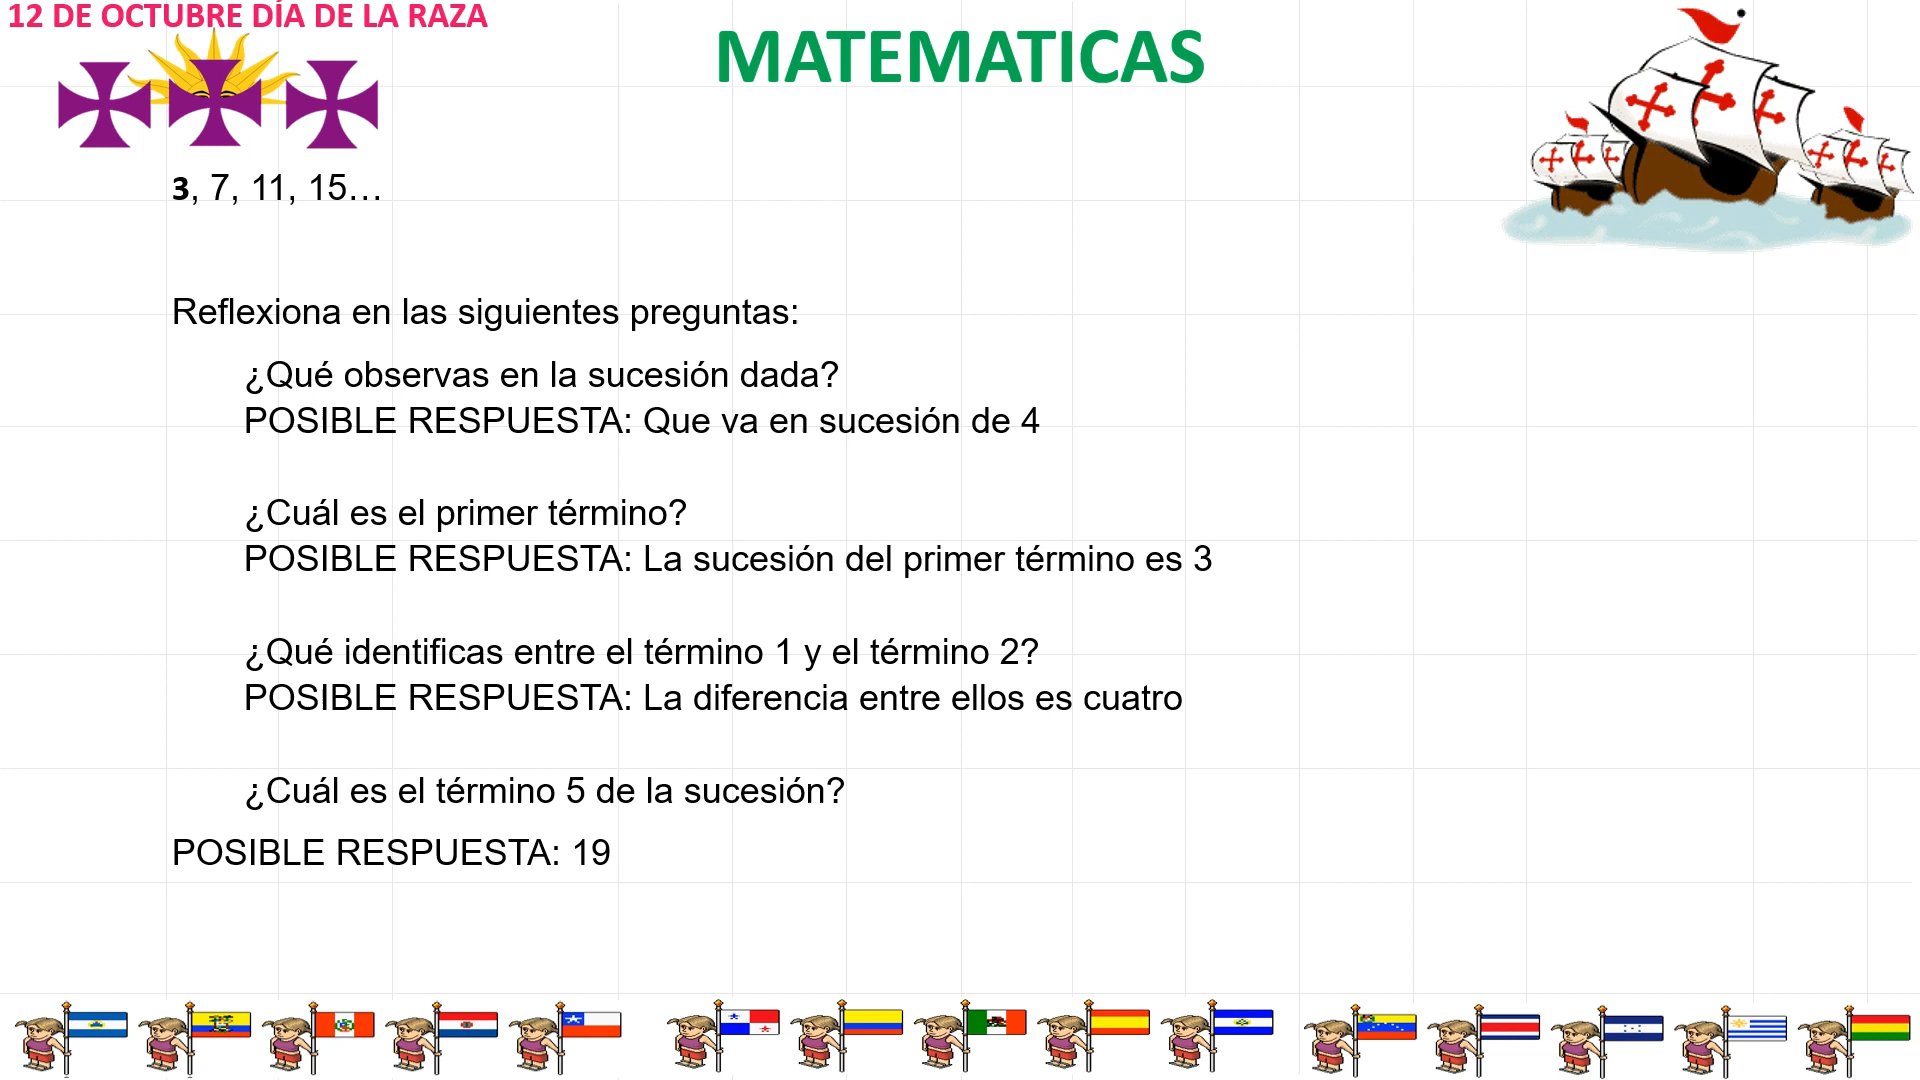 12 DE OCTUBRE DÍA DE LA RAZA
MATEMATICAS
3, 7, 11, 15…
Reflexiona en las siguientes preguntas:
¿Qué observas en la sucesión dada?
POSIBLE RESPUESTA: Que va en sucesión de 4
¿Cuál es el primer término?
POSIBLE RESPUESTA: La sucesión del primer término es 3
¿Qué identificas entre el término 1 y el término 2?
POSIBLE RESPUESTA: La diferencia entre ellos es cuatro
¿Cuál es el término 5 de la sucesión?
POSIBLE RESPUESTA: 19